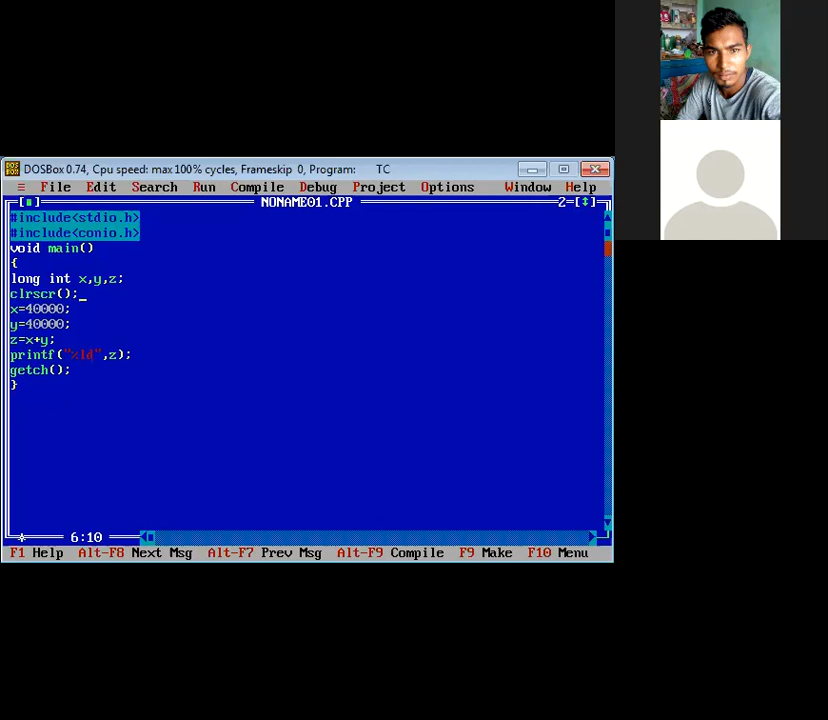 DOSBox 0.74, Cpu speed: max 100% cycles, Frameskip 0, Program: TC
≡ File Edit Search Run Compile Debug Project Options Window Help
[■] NONAME01.CPP 2=[↕]
#include<stdio.h>
#include<conio.h>
void main()
{
long int x,y,z;
clrscr();_
x=40000;
y=40000;
z=x+y;
printf("%ld",z);
getch();
}
* 6:10
F1 Help Alt-F8 Next Msg Alt-F7 Prev Msg Alt-F9 Compile F9 Make F10 Menu